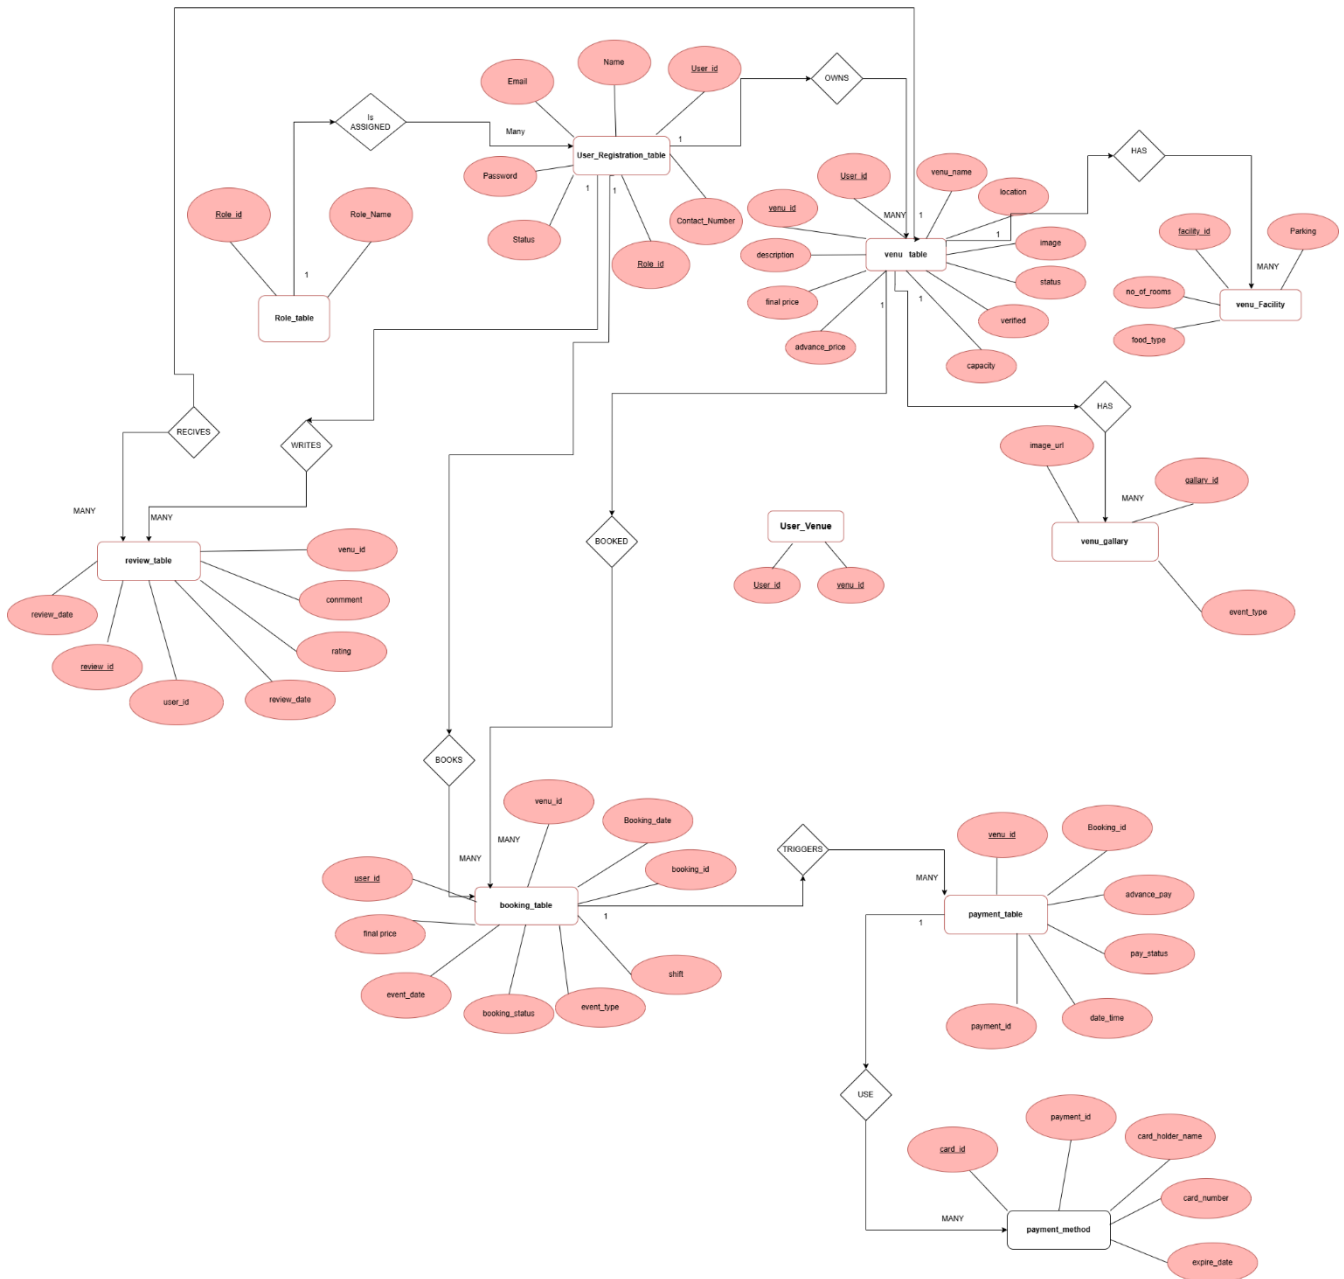 Name
User_id
Email
OWNS
Is
ASSIGNED
Many
1
User_Registration_table
HAS
Password
1
1
Contact_Number
Status
Role_id
Role_id
Role_Name
1
Role_table
User_id
venu_name
location
venu_id
MANY
1
1
description
venu_table
image
final price
status
1
1
verified
advance_price
capacity
facility_id
Parking
MANY
no_of_rooms
venu_Facility
food_type
RECIVES
WRITES
HAS
image_url
gallary_id
MANY
venu_gallary
event_type
MANY
MANY
review_table
venu_id
conmment
review_date
rating
review_id
user_id
review_date
BOOKED
User_Venue
User_id
venu_id
BOOKS
venu_id
Booking_date
MANY
MANY
booking_id
user_id
booking_table
1
final price
shift
event_date
booking_status
event_type
TRIGGERS
venu_id
Booking_id
MANY
advance_pay
payment_table
1
pay_status
payment_id
date_time
USE
payment_id
card_holder_name
card_id
card_number
MANY
payment_method
expire_date